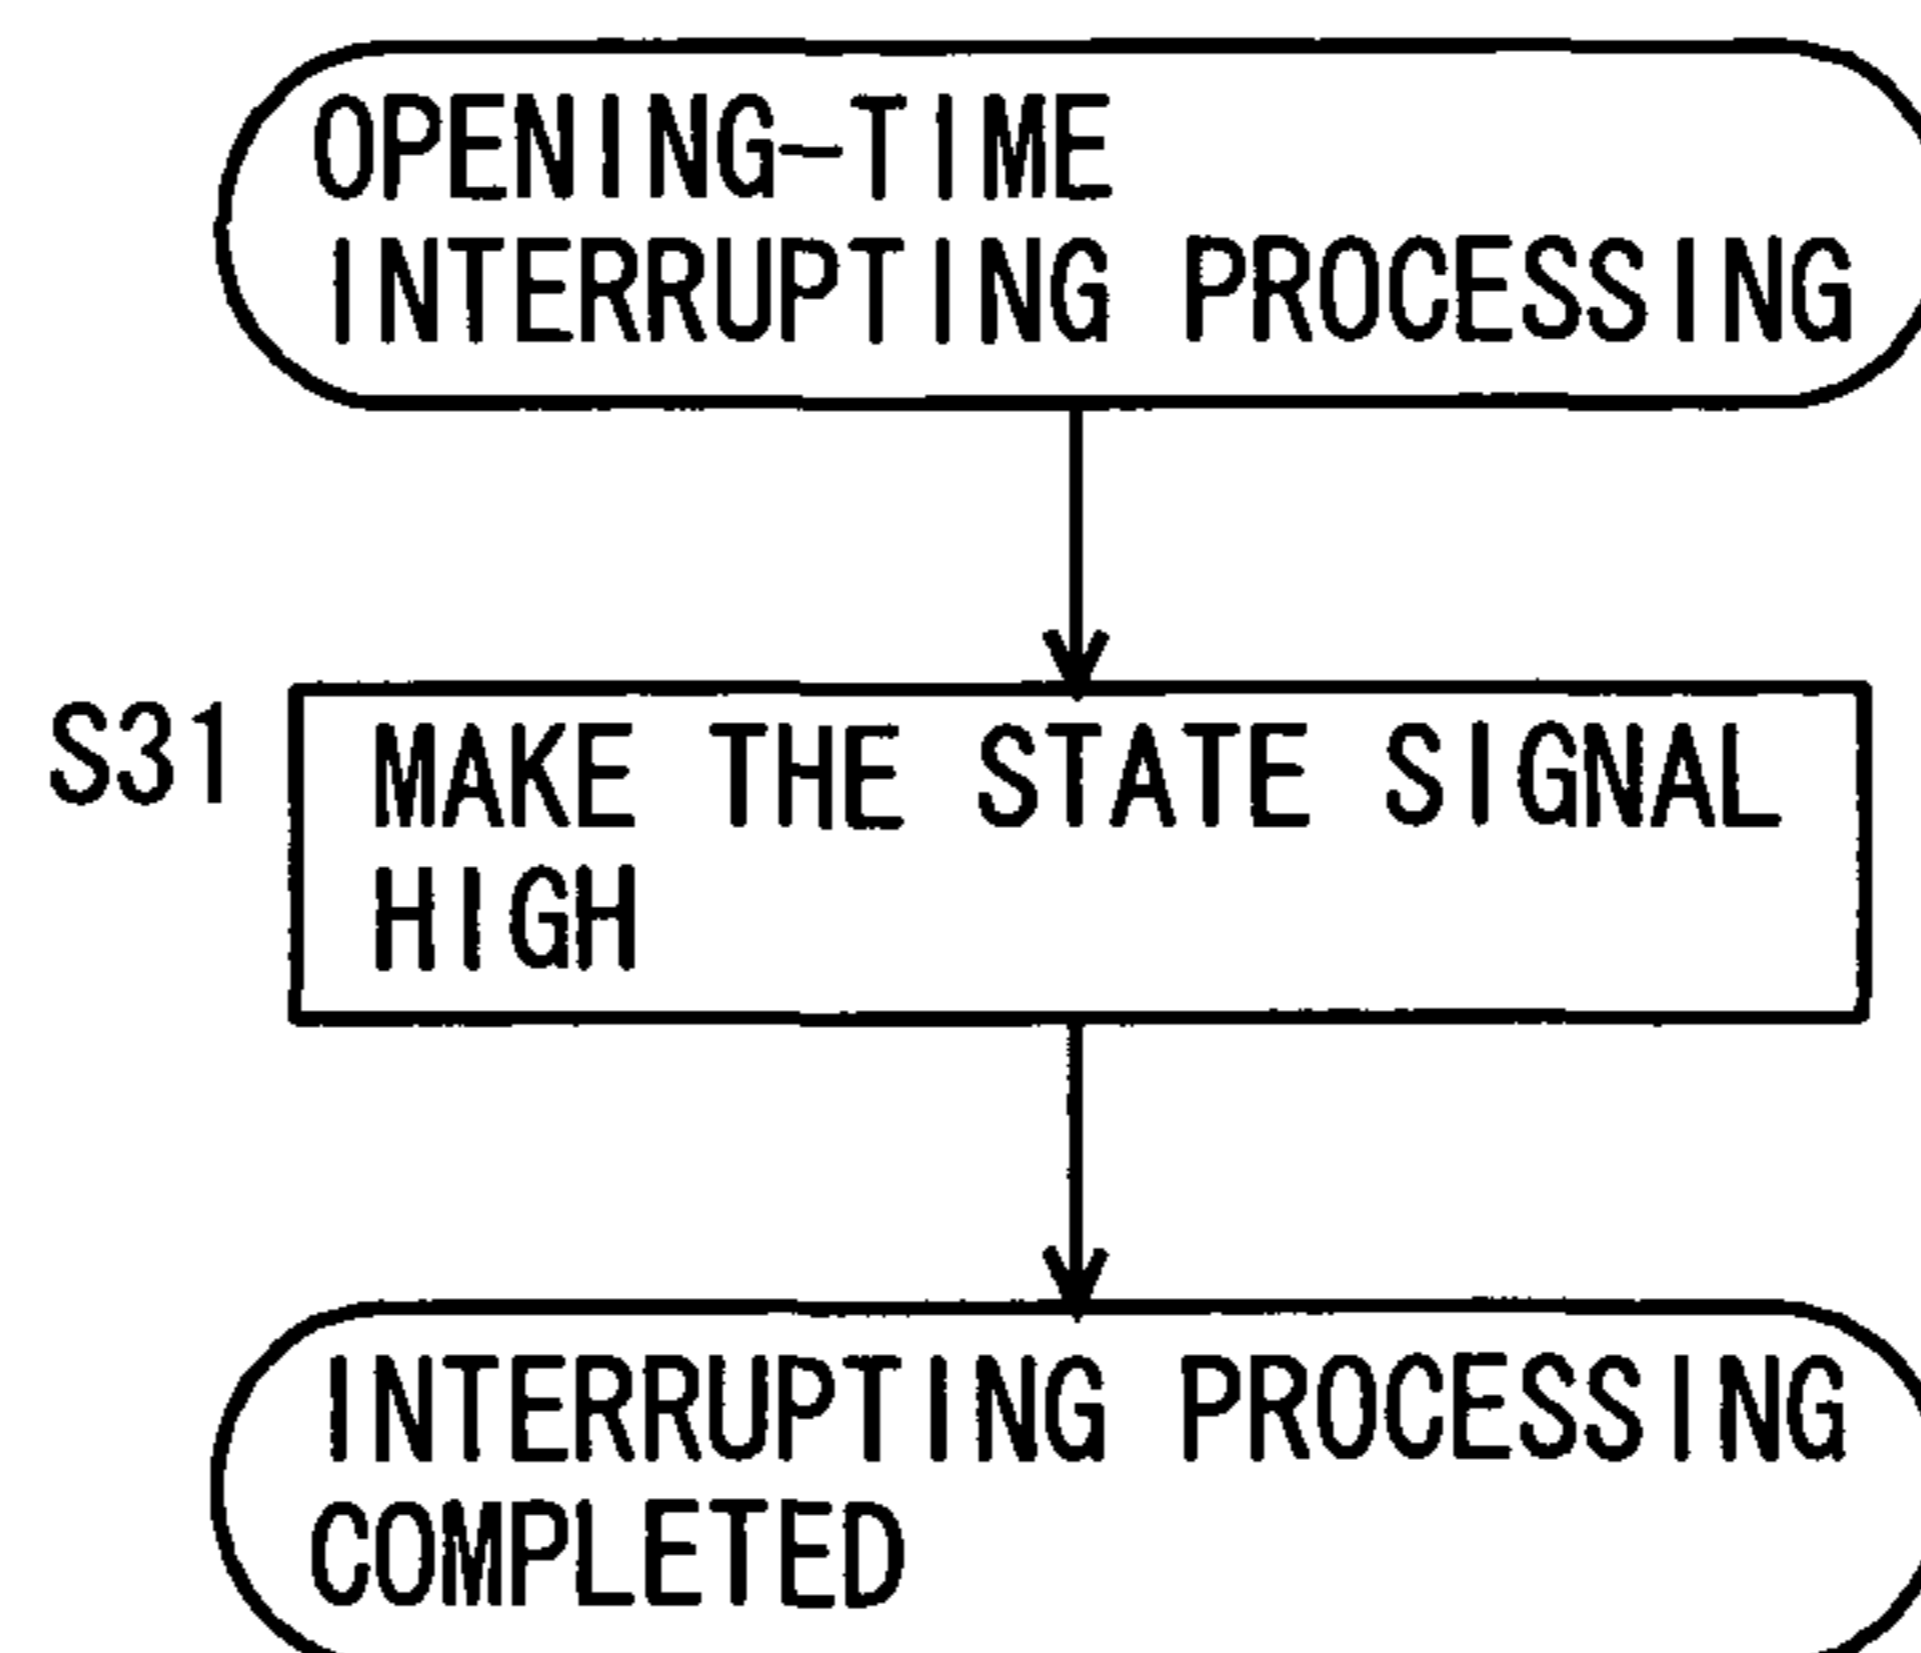 OPENING-TIME
INTERRUPTING PROCESSING
S31
MAKE THE STATE SIGNAL
HIGH
INTERRUPTING PROCESSING
COMPLETED